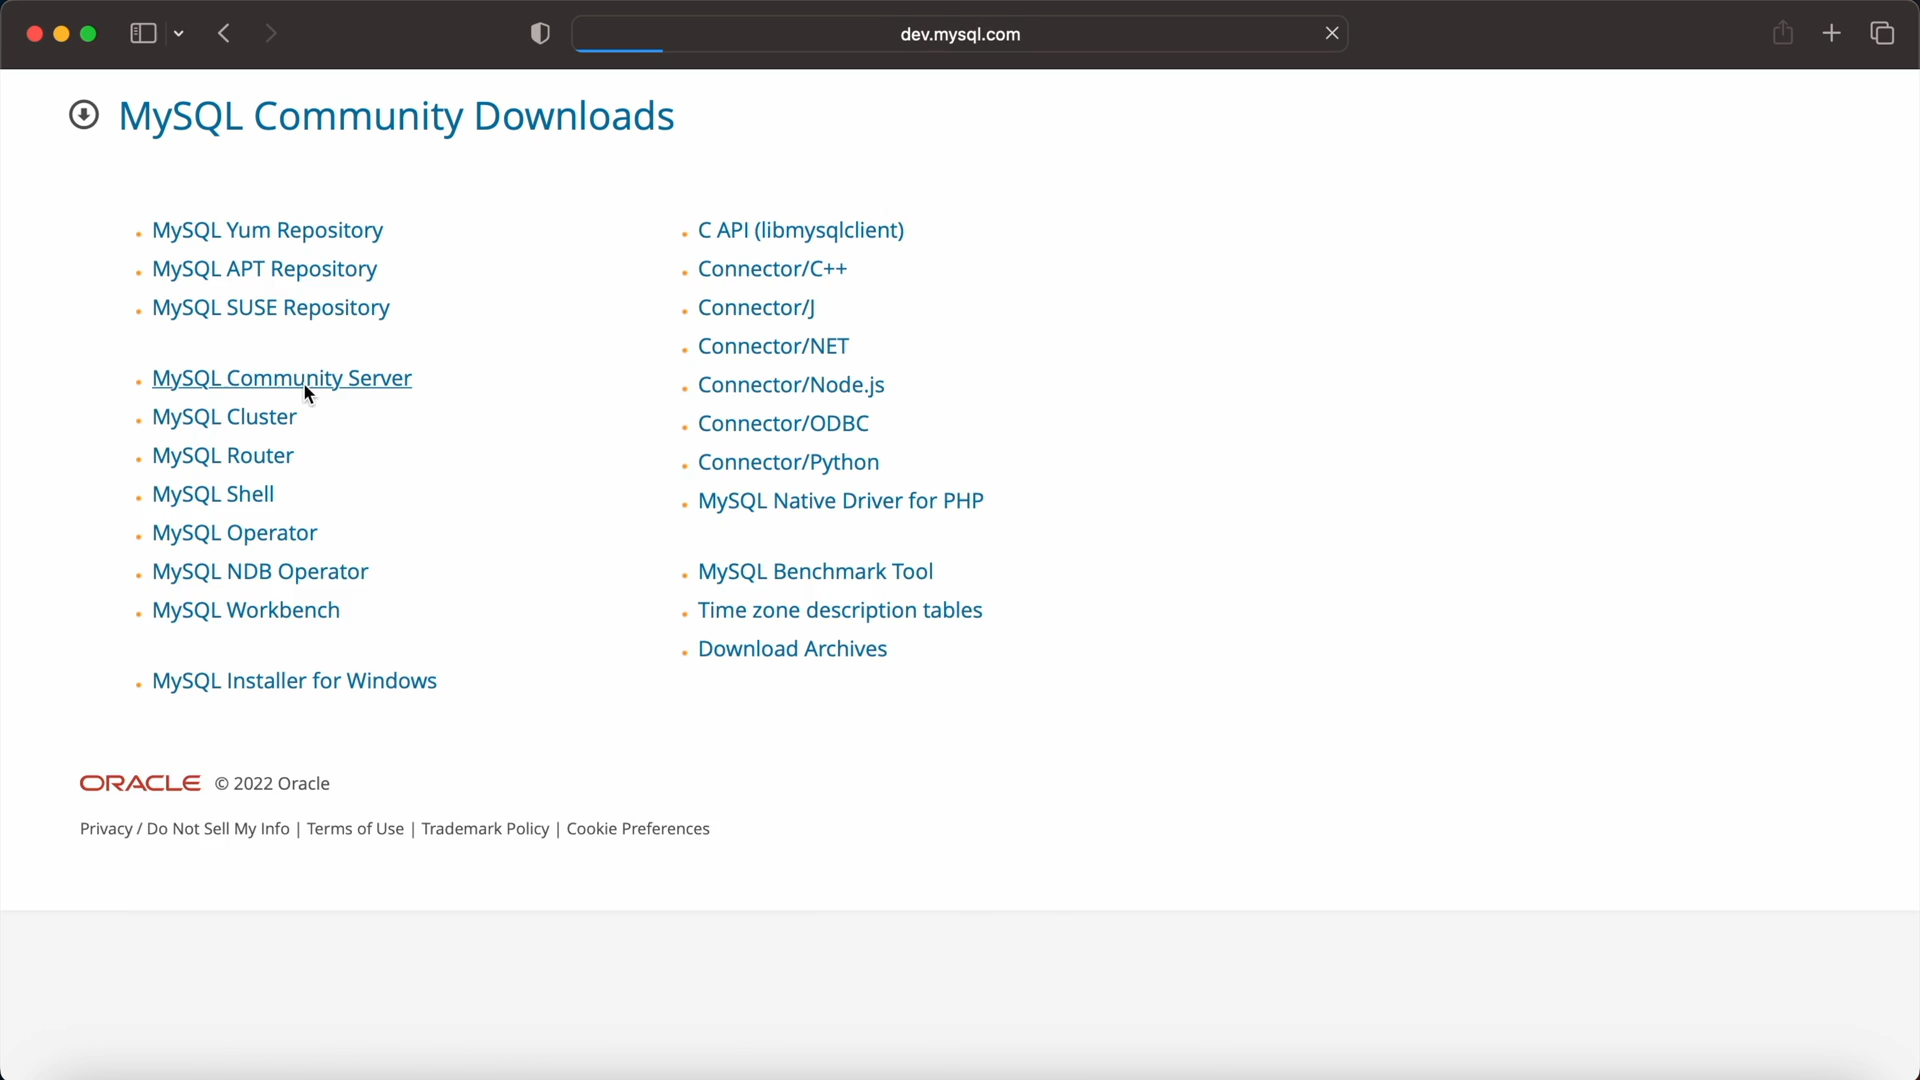 dev.mysql.com
MySQL Community Downloads
MySQL Yum Repository
MySQL APT Repository
MySQL SUSE Repository
MySQL Community Server
MySQL Cluster
MySQL Router
MySQL Shell
MySQL Operator
MySQL NDB Operator
MySQL Workbench
MySQL Installer for Windows
C API (libmysqlclient)
Connector/C++
Connector/J
Connector/NET
Connector/Node.js
Connector/ODBC
Connector/Python
MySQL Native Driver for PHP
MySQL Benchmark Tool
Time zone description tables
Download Archives
ORACLE © 2022 Oracle
Privacy / Do Not Sell My Info | Terms of Use | Trademark Policy | Cookie Preferences